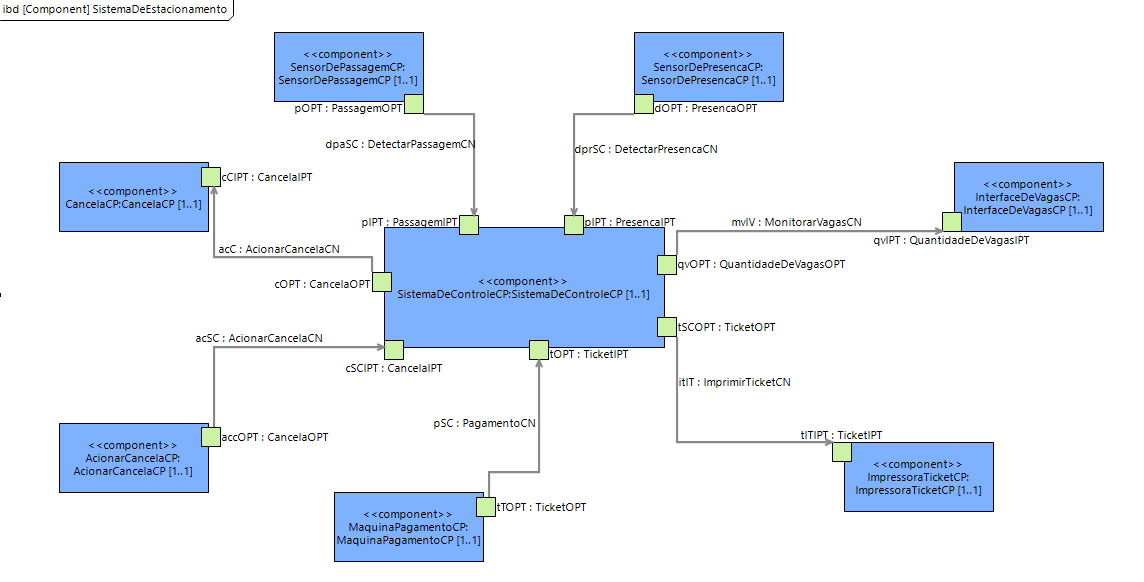 ibd [Component] SistemaDeEstacionamento
<<component>>
SensorDePassagemCP:
SensorDePassagemCP [1..1]
<<component>>
SensorDePresencaCP:
SensorDePresencaCP [1..1]
pOPT : PassagemOPT
dOPT : PresencaOPT
dpaSC : DetectarPassagemCN
dprSC : DetectarPresencaCN
<<component>>
CancelaCP:CancelaCP [1..1]
cCIPT : CancelaIPT
<<component>>
InterfaceDeVagasCP:
InterfaceDeVagasCP [1..1]
pIPT : PassagemIPT
pIPT : PresencaIPT
mvIV : MonitorarVagasCN
qvIPT : QuantidadeDeVagasIPT
acC : AcionarCancelaCN
qvOPT : QuantidadeDeVagasOPT
cOPT : CancelaOPT
<<component>>
SistemaDeControleCP:SistemaDeControleCP [1..1]
tSCOPT : TicketOPT
acSC : AcionarCancelaCN
tOPT : TicketIPT
cSCIPT : CancelaIPT
itIT : ImprimirTicketCN
pSC : PagamentoCN
accOPT : CancelaOPT
tITIPT : TicketIPT
<<component>>
AcionarCancelaCP:
AcionarCancelaCP [1..1]
<<component>>
ImpressoraTicketCP:
ImpressoraTicketCP [1..1]
tTOPT : TicketOPT
<<component>>
MaquinaPagamentoCP:
MaquinaPagamentoCP [1..1]